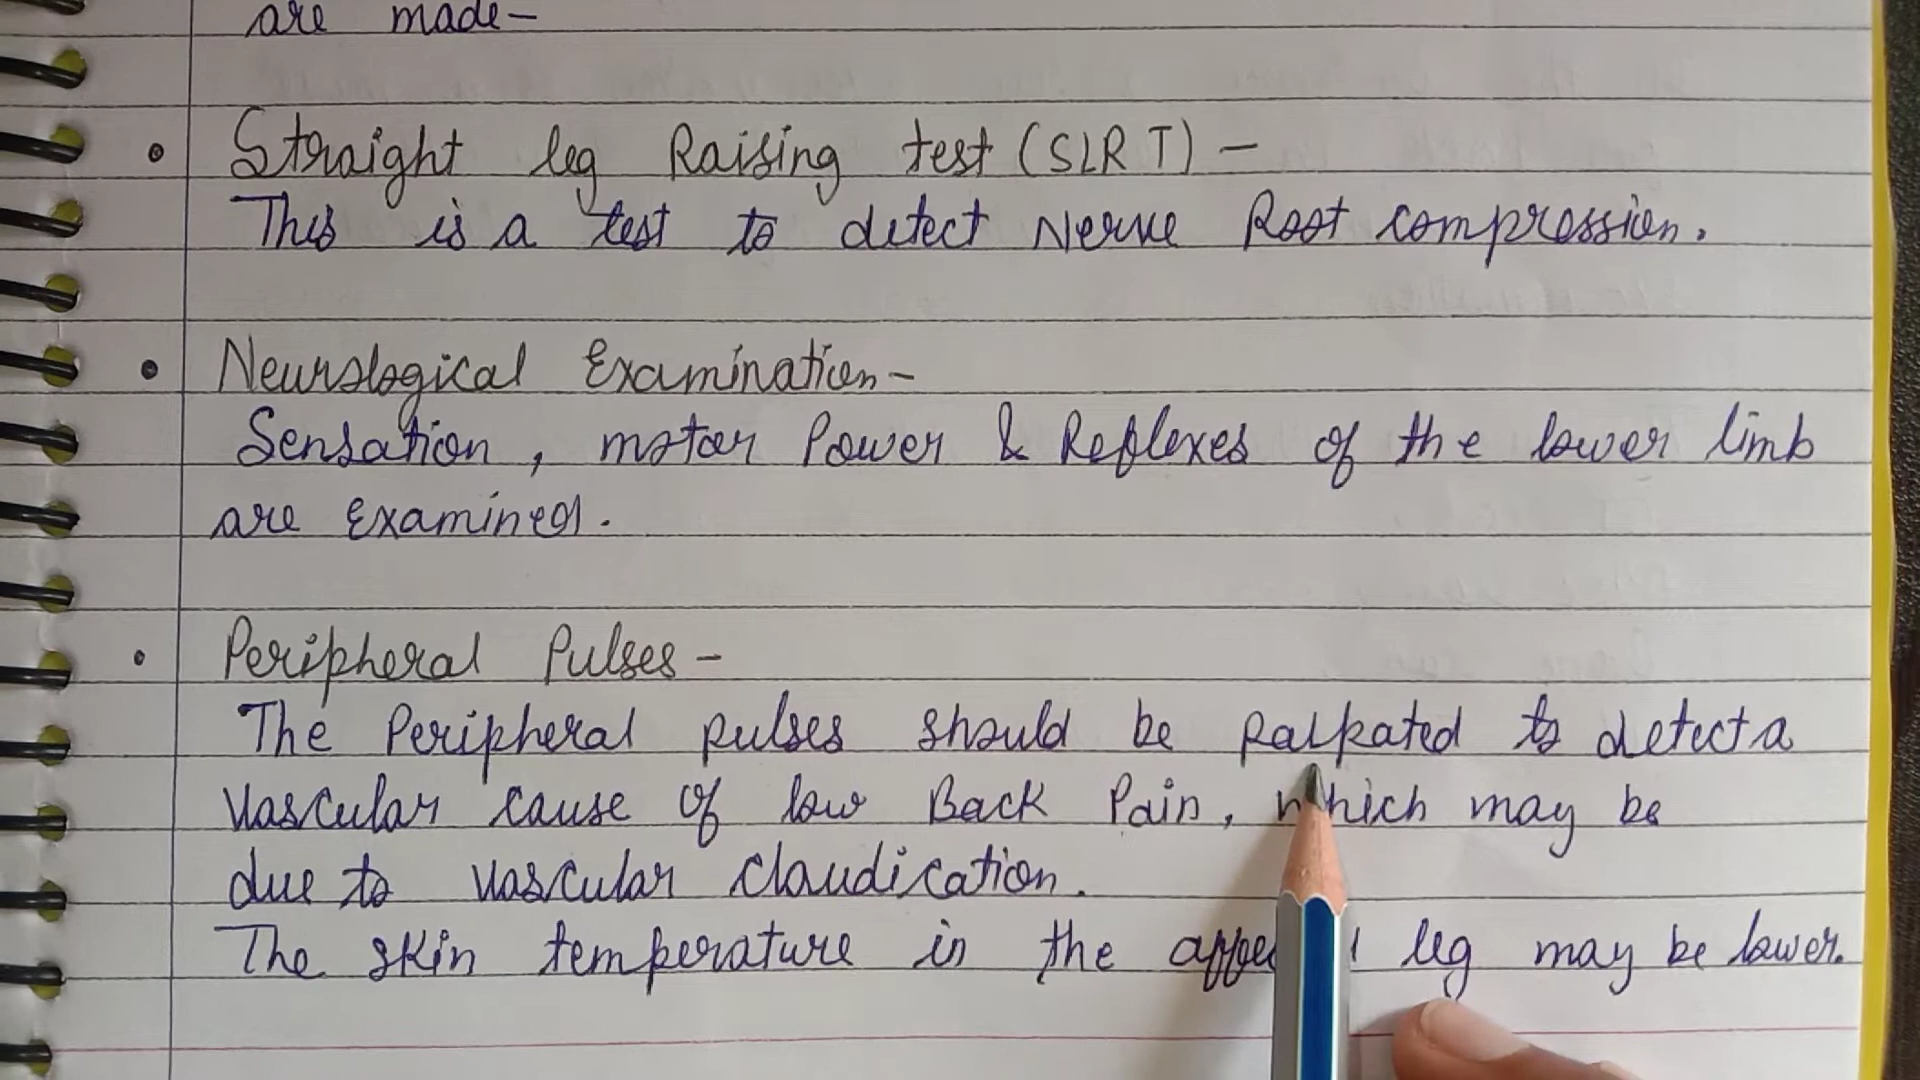 are made-
• Straight leg Raising test (SLRT) -
This is a test to detect Nerve Root compression.
• Neurological Examination-
Sensation, motor Power & Reflexes of the lower limb
are Examined.
• Peripheral Pulses -
The Peripheral pulses should be Palpated to detect a
Vascular cause of low Back Pain, which may be
due to Vascular Claudication.
The skin temperature in the leg may be lower.